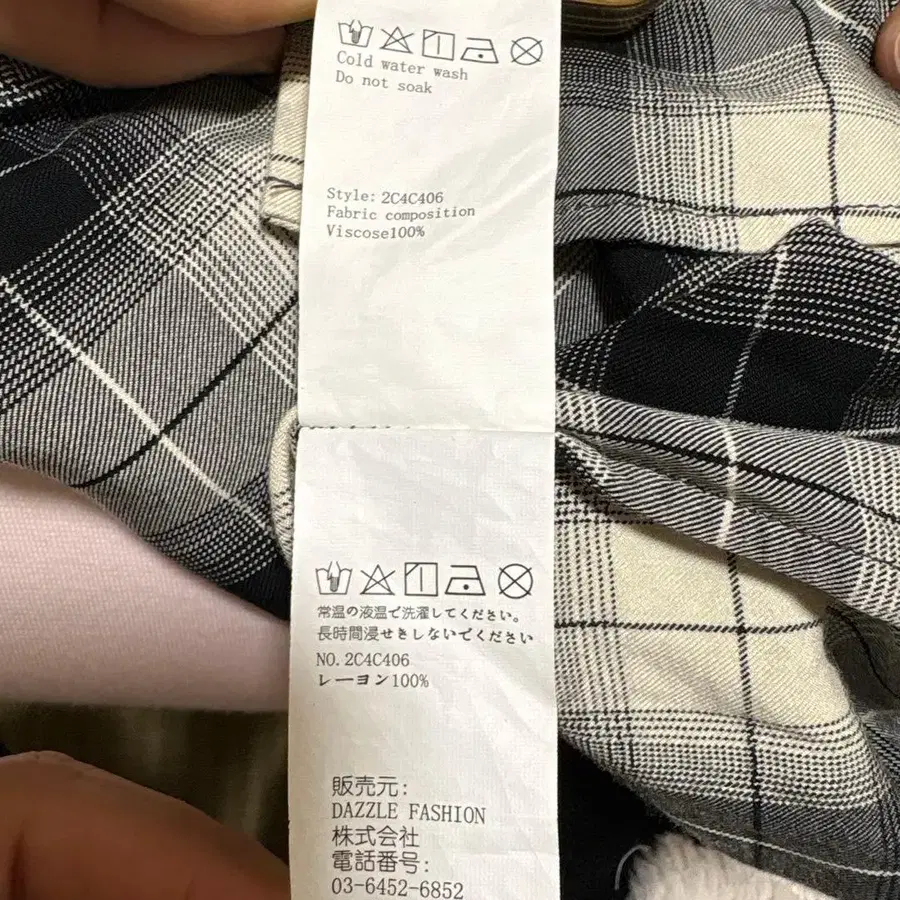 Cold water wash
Do not soak
Style: 2C4C406
Fabric composition
Viscose100%
常温の液温で洗濯してください。
長時間浸せきしないでください
NO. 2C4C406
レーヨン100%
販売元:
DAZZLE FASHION
株式会社
電話番号:
03-6452-6852